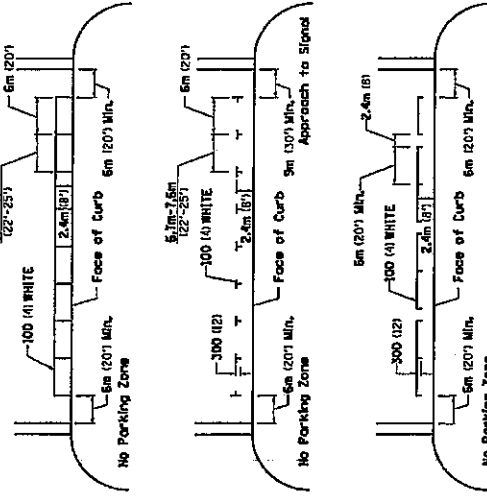 6m (20')
(22'-25')
2.4m (8')
100 (4) WHITE
Face of Curb
6m (20') Min.
6m (20') Min.
No Parking Zone
6m (20')
6.7m-7.6m
(22'-25')
2.4m (8')
100 (4) WHITE
300 (12)
Face of Curb
9m (30') Min.
Approach to Signal
6m (20') Min.
No Parking Zone
2.4m (8)
6m (20') Min.
2.4m (8')
100 (4) WHITE
300 (12)
Face of Curb
6m (20') Min.
6m (20') Min.
No Parking Zone